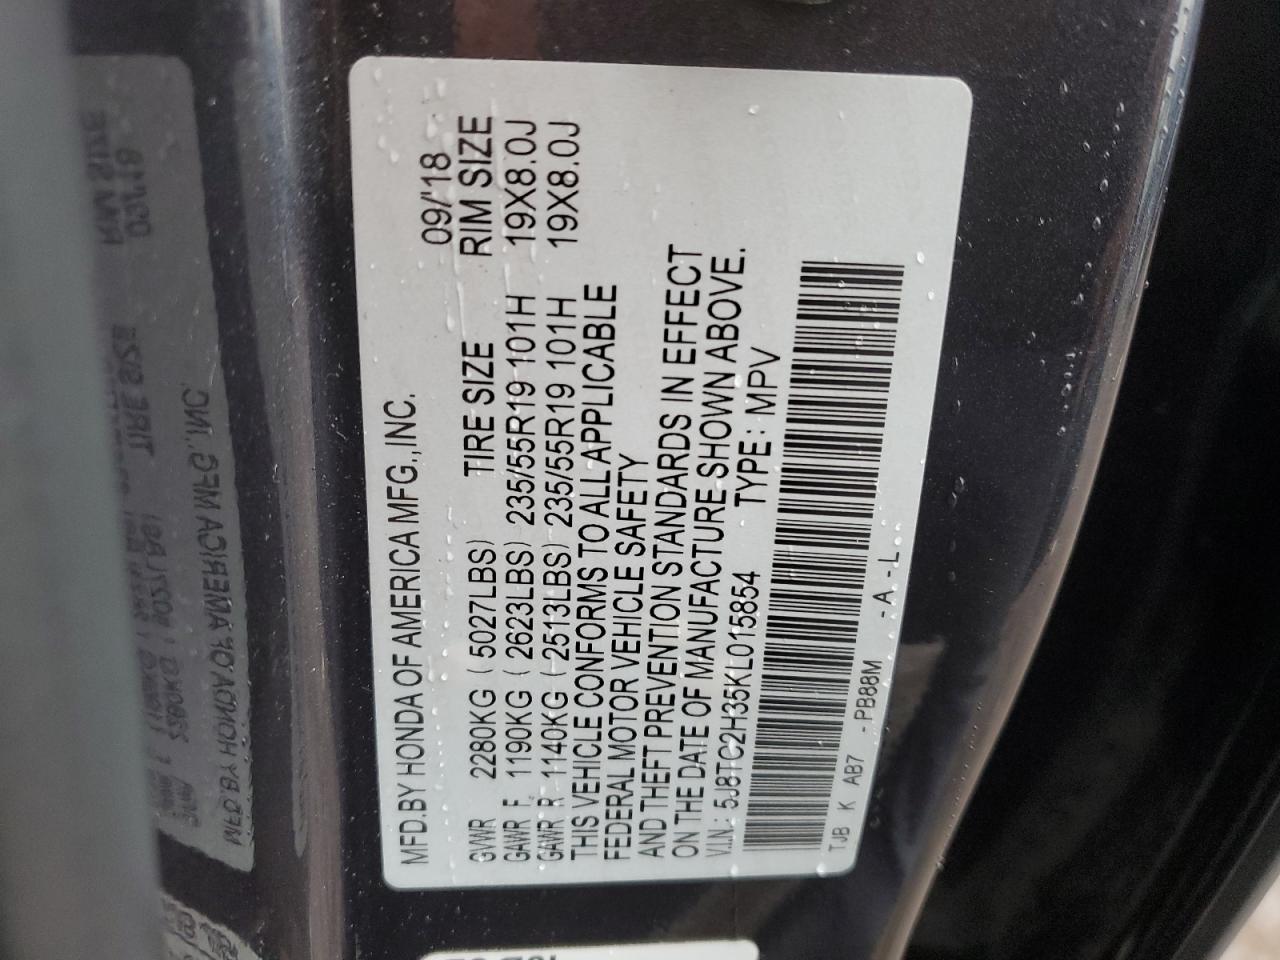 MFD.BY HONDA OF AMERICA MFG.,INC.
09/'18
GVWR 2280KG ( 5027LBS) TIRE SIZE RIM SIZE
GAWR F 1190KG ( 2623LBS) 235/55R19 101H 19X8.0J
GAWR R 1140KG ( 2513LBS) 235/55R19 101H 19X8.0J
THIS VEHICLE CONFORMS TO ALL APPLICABLE
FEDERAL MOTOR VEHICLE SAFETY
AND THEFT PREVENTION STANDARDS IN EFFECT
ON THE DATE OF MANUFACTURE SHOWN ABOVE.
V.I.N.: 5J8TC2H35KL015854 TYPE: MPV
TJB K AB7 -PB88M -A-L